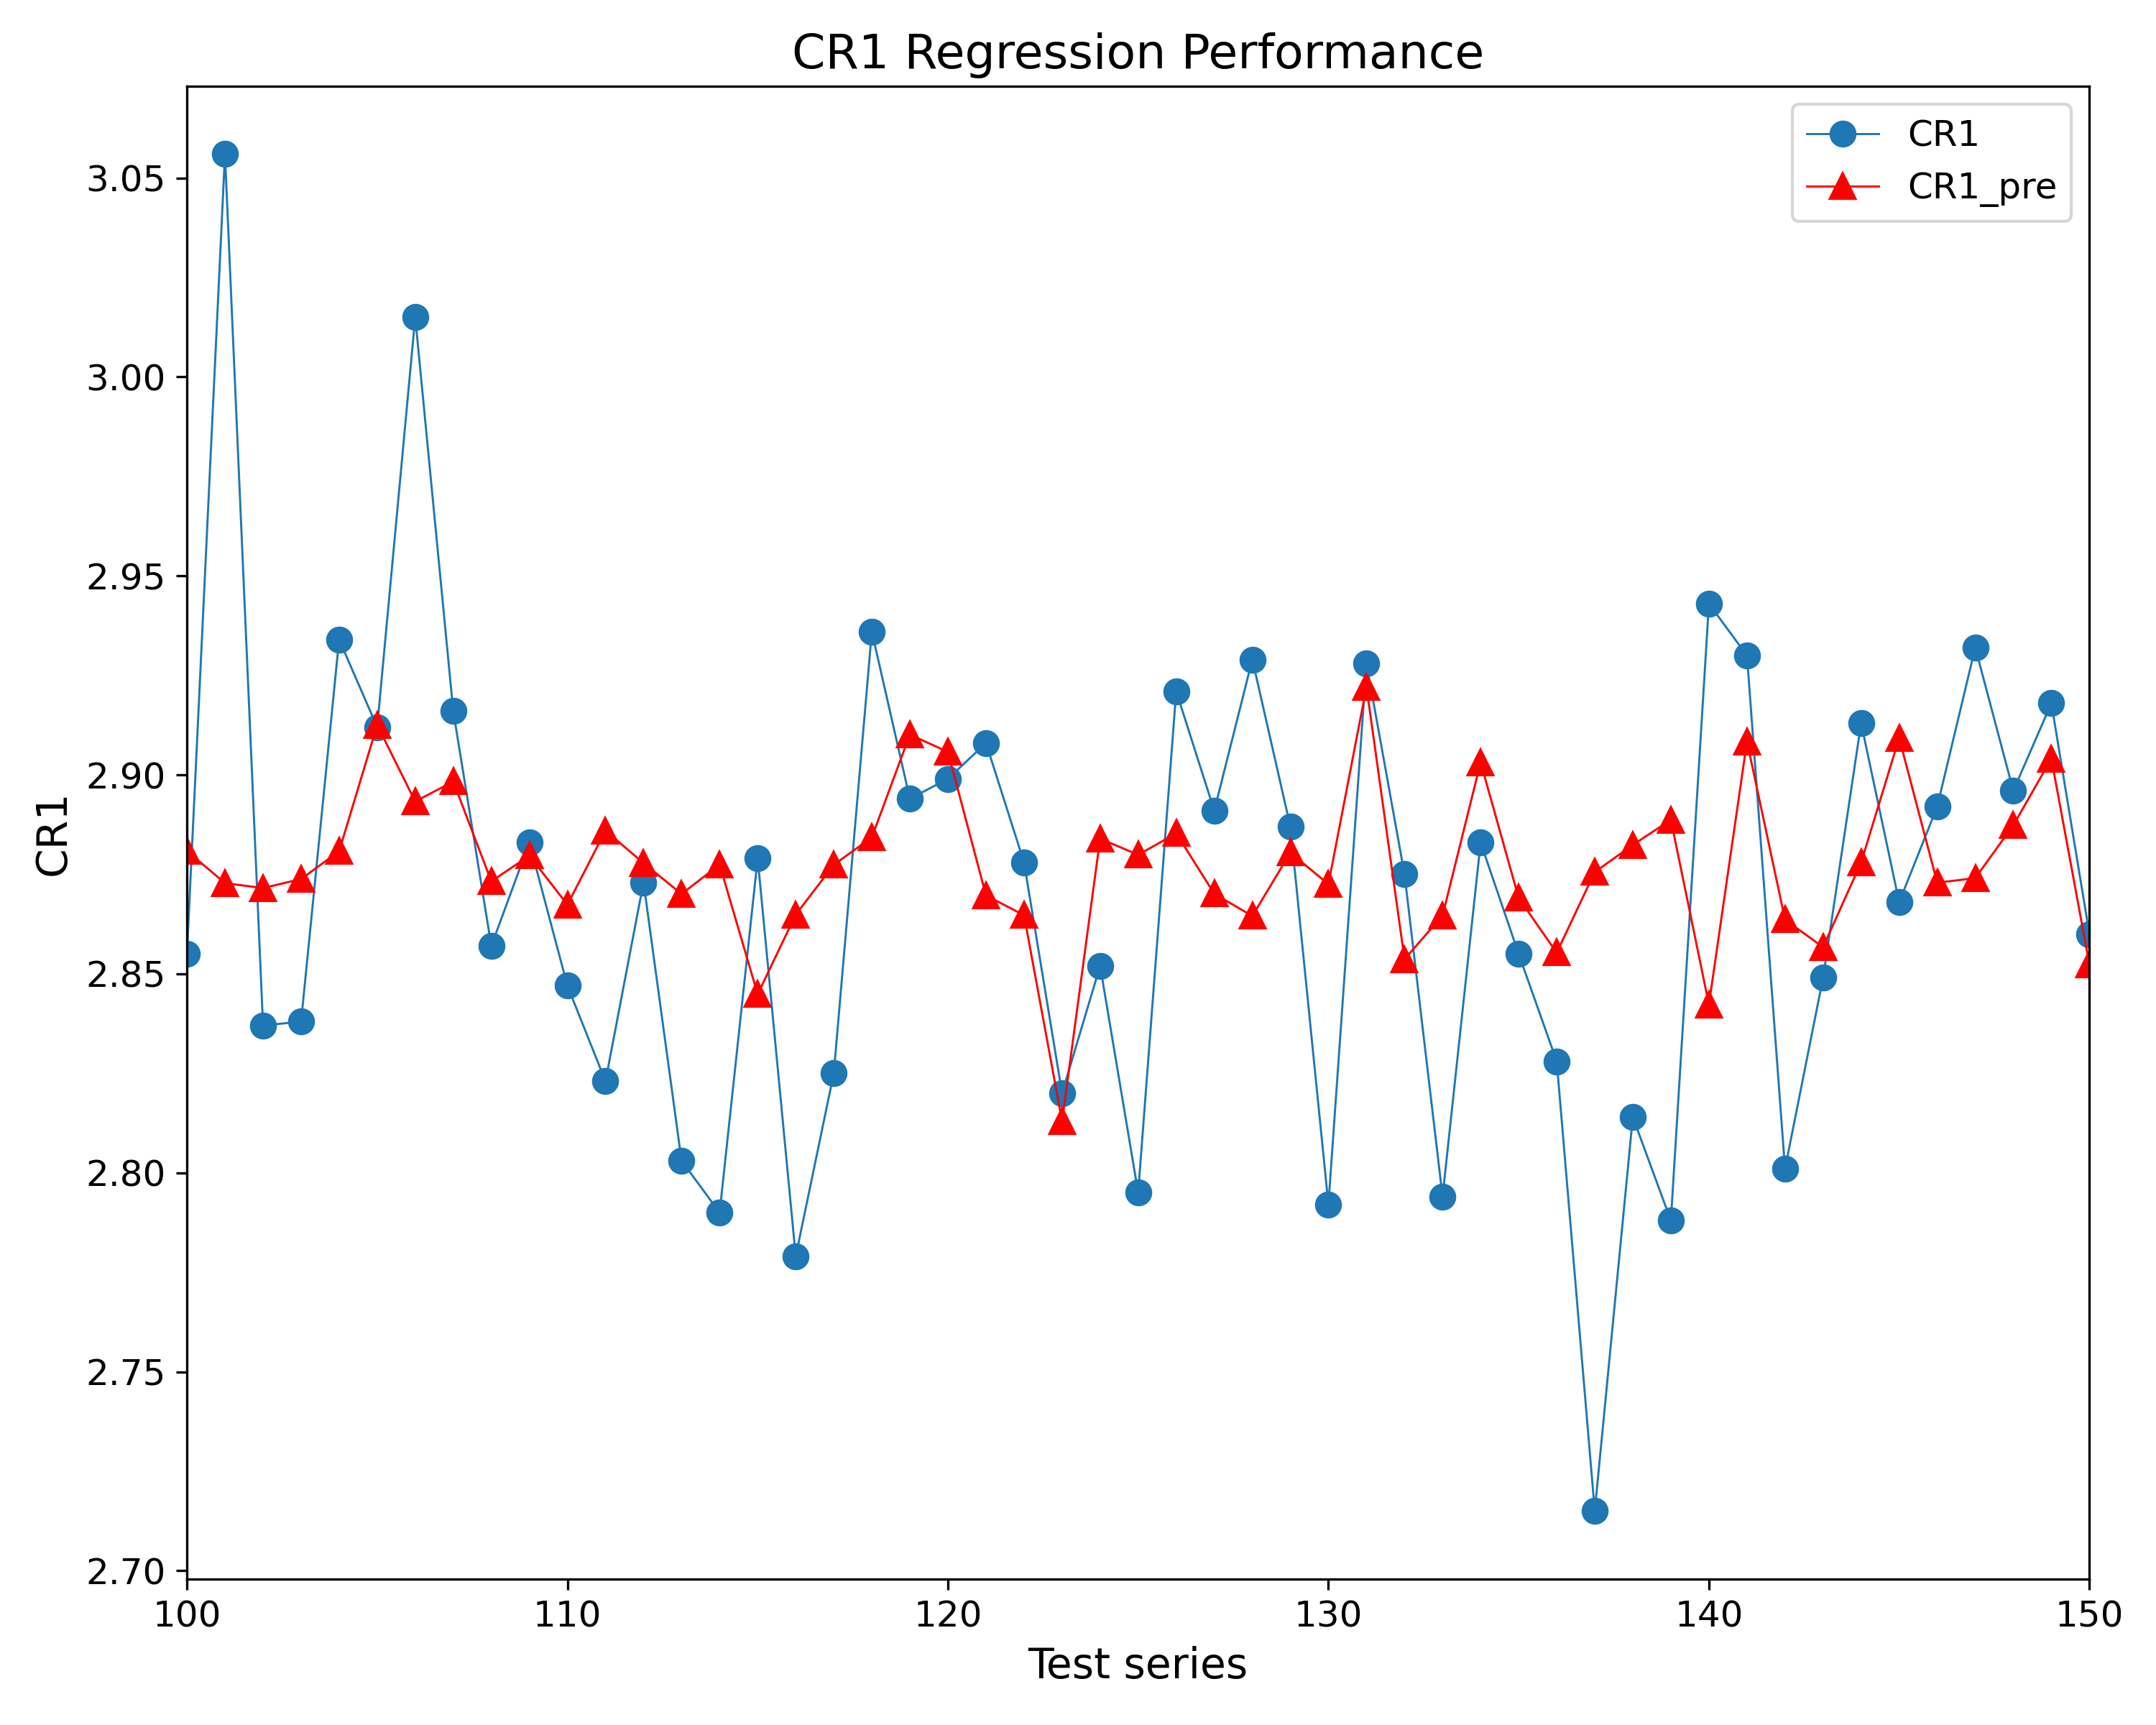 CR1 Regression Performance
CR1
CR1_pre
3.05
3.00
2.95
2.90
2.85
2.80
2.75
2.70
CR1
100 110 120 130 140 150
Test series